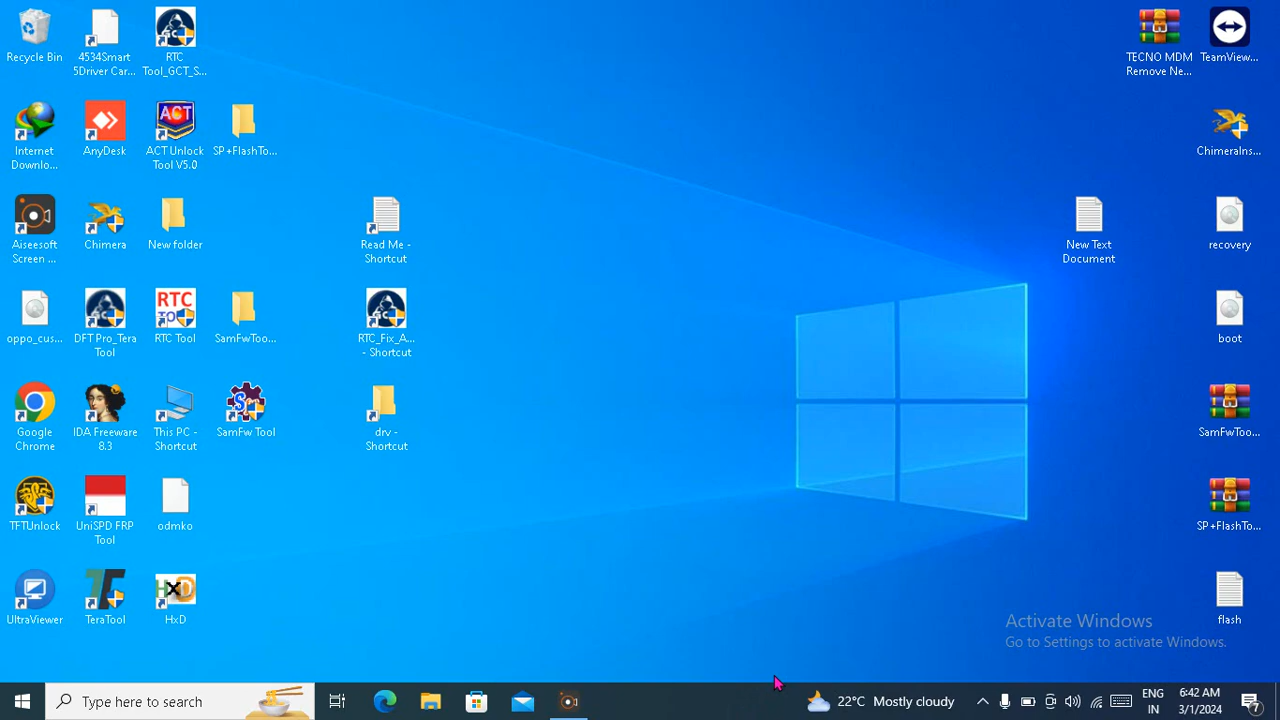 Recycle Bin
4534Smart
5Driver Car...
RTC
Tool_GCT_S...
Internet
Downlo...
AnyDesk
ACT
ACT Unlock
Tool V5.0
SP+FlashTo...
Aiseesoft
Screen ...
Chimera
New folder
Read Me -
Shortcut
oppo_cus...
DFT Pro_Tera
Tool
RTC
RTC Tool
SamFwToo...
RTC_Fix_A...
- Shortcut
Google
Chrome
IDA Freeware
8.3
This PC -
Shortcut
SamFw Tool
drv -
Shortcut
TFTUnlock
UniSPD FRP
Tool
odmko
UltraViewer
TeraTool
HxD
HxD
TECNO MDM
Remove Ne...
TeamView...
ChimeraIns...
New Text
Document
recovery
boot
SamFwToo...
SP+FlashTo...
flash
Activate Windows
Go to Settings to activate Windows.
Type here to search
22°C Mostly cloudy
ENG
IN
6:42 AM
3/1/2024
7